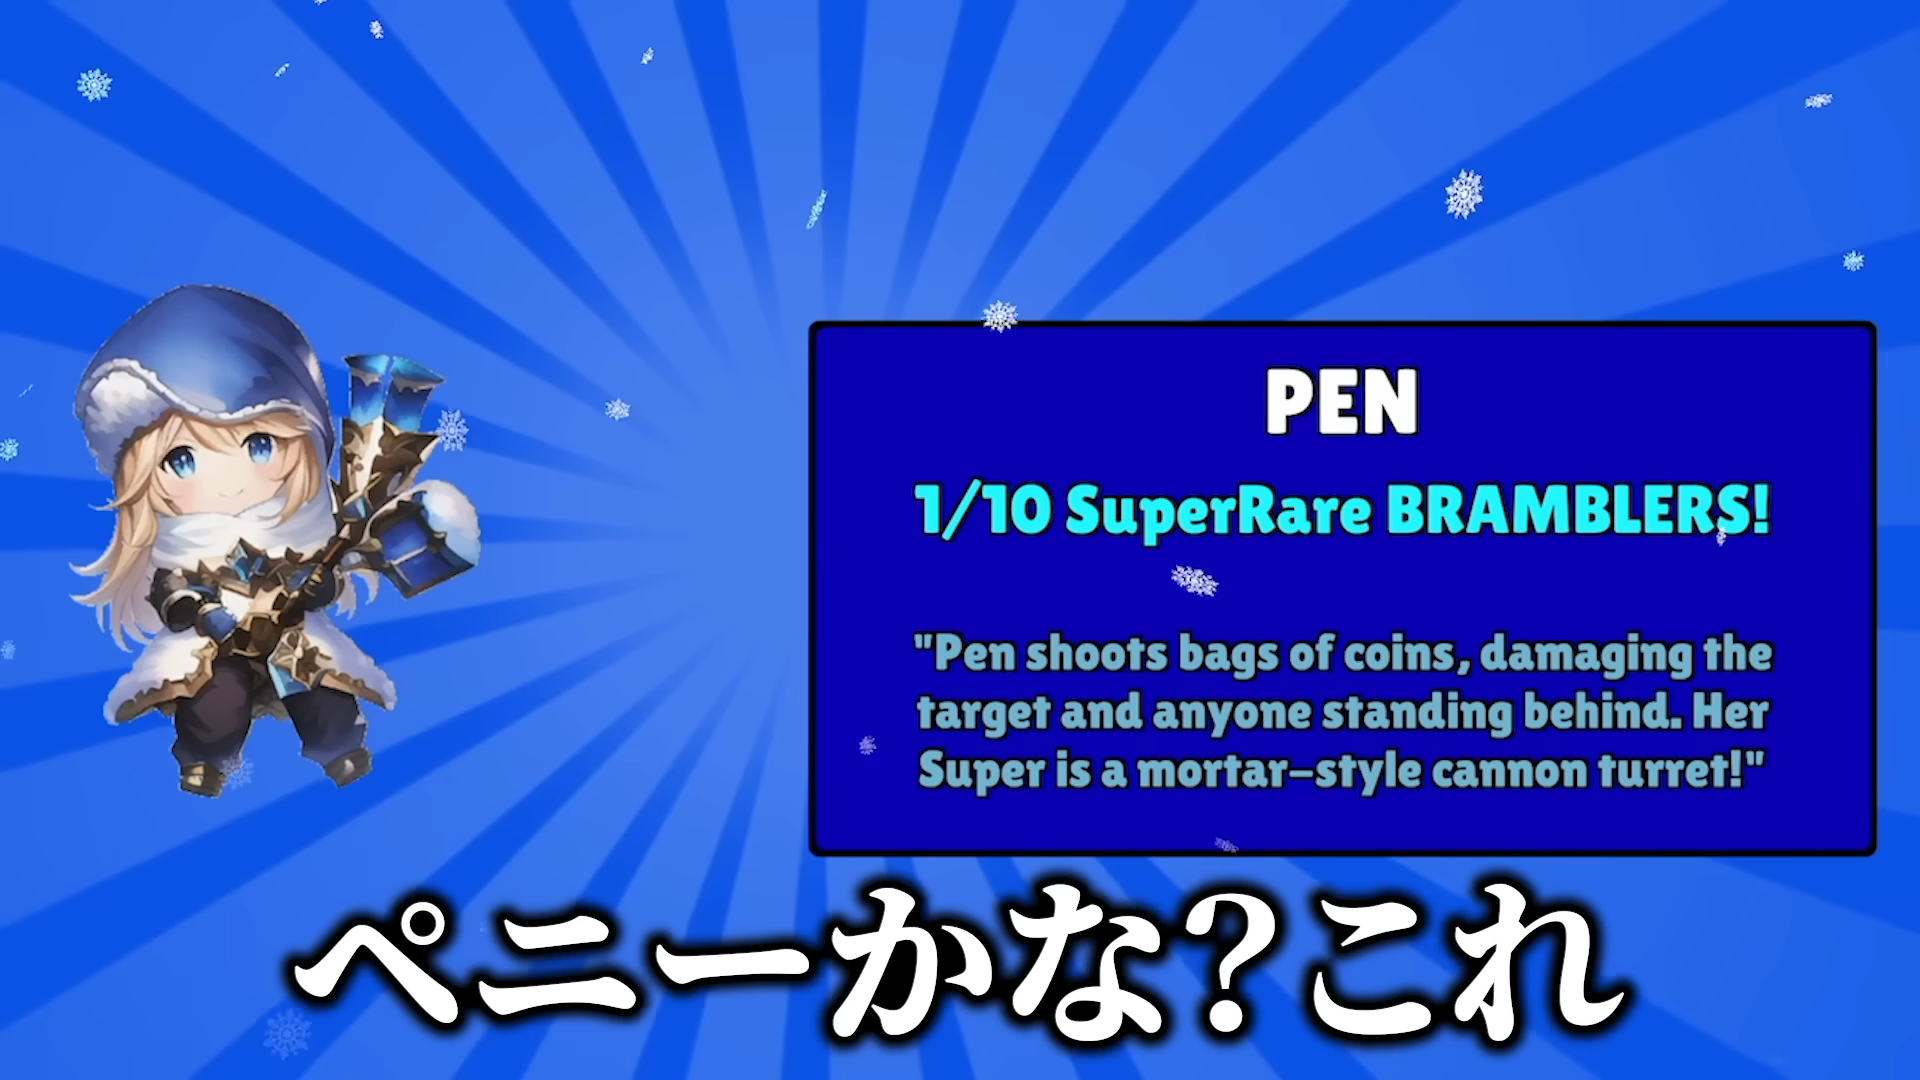 PEN
1/10 SuperRare BRAMBLERS!
"Pen shoots bags of coins, damaging the
target and anyone standing behind. Her
Super is a mortar-style cannon turret!"
ペニーかな?これ